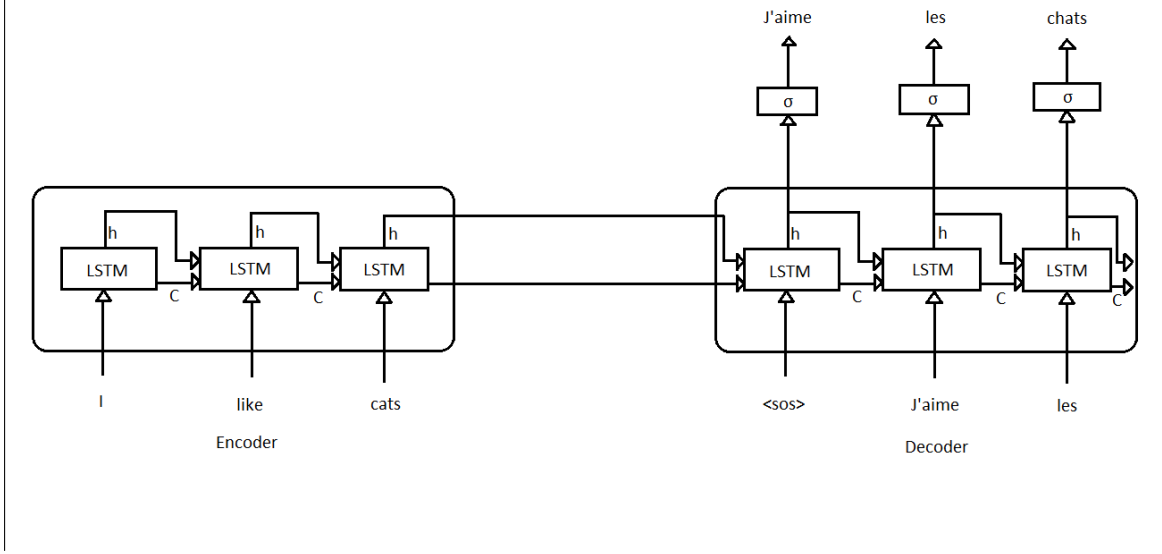 J'aime les chats
σ σ σ
h h h h h h
LSTM LSTM LSTM LSTM LSTM LSTM
C C C C C
I like cats <sos> J'aime les
Encoder Decoder